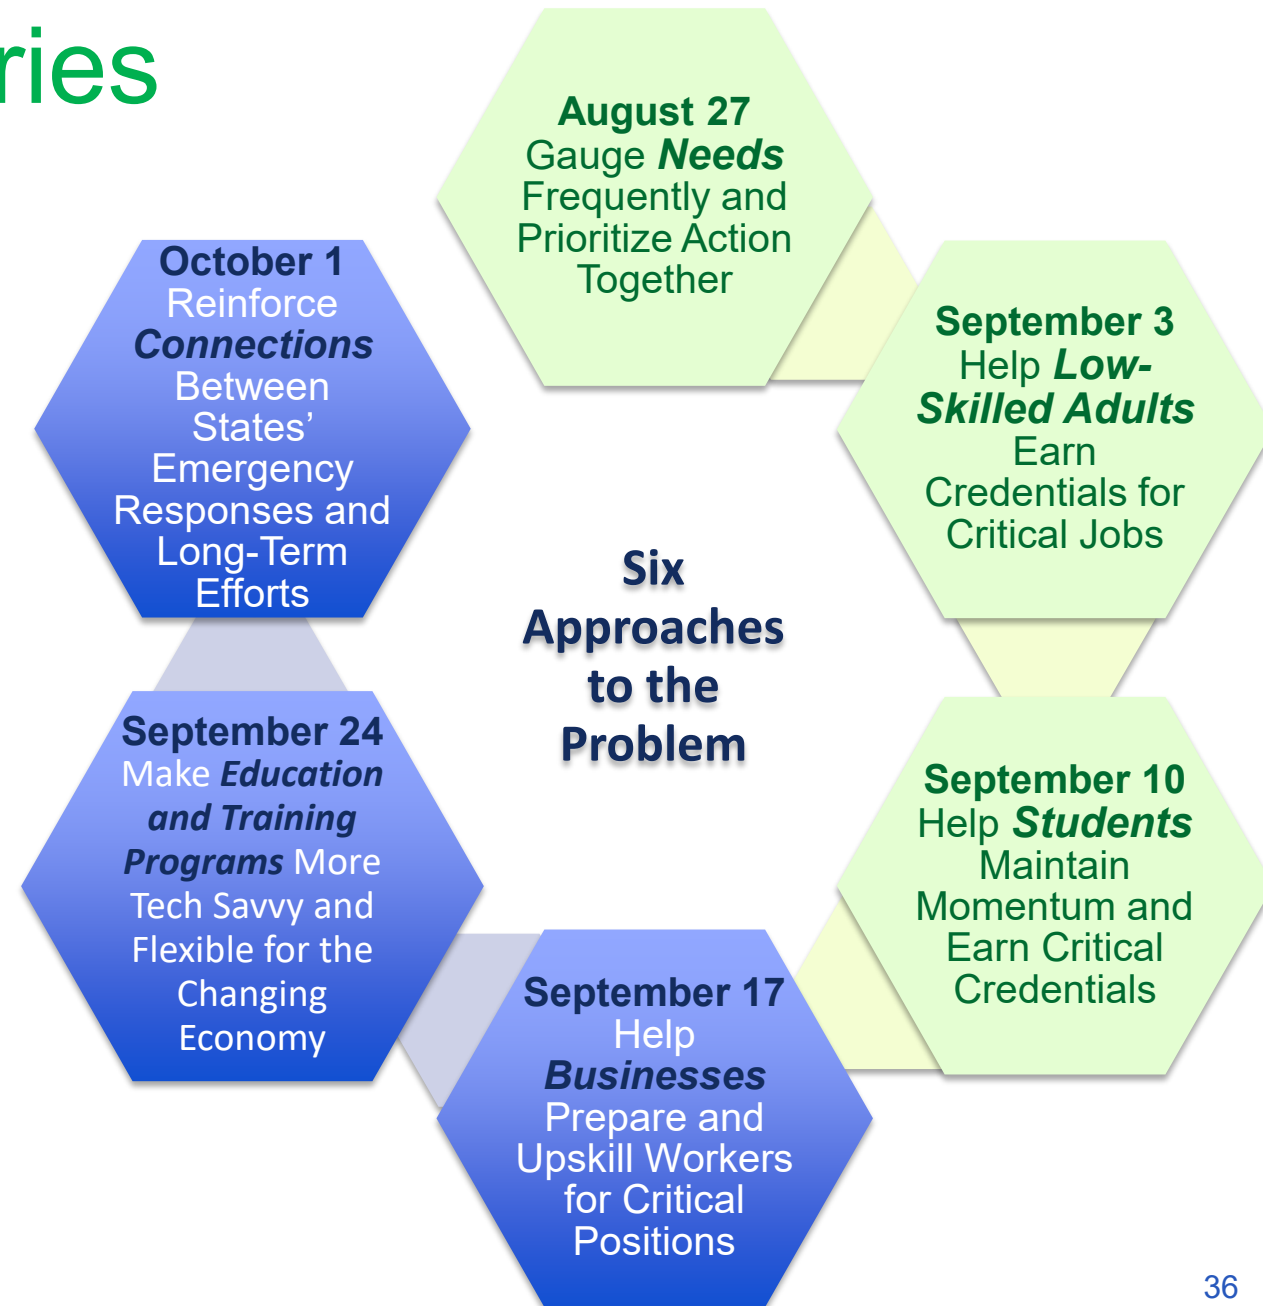 ries
August 27
Gauge Needs
Frequently and
Prioritize Action
Together
September 3
Help Low-
Skilled Adults
Earn
Credentials for
Critical Jobs
September 10
Help Students
Maintain
Momentum and
Earn Critical
Credentials
September 17
Help
Businesses
Prepare and
Upskill Workers
for Critical
Positions
September 24
Make Education
and Training
Programs More
Tech Savvy and
Flexible for the
Changing
Economy
October 1
Reinforce
Connections
Between
States’
Emergency
Responses and
Long-Term
Efforts
Six
Approaches
to the
Problem
36